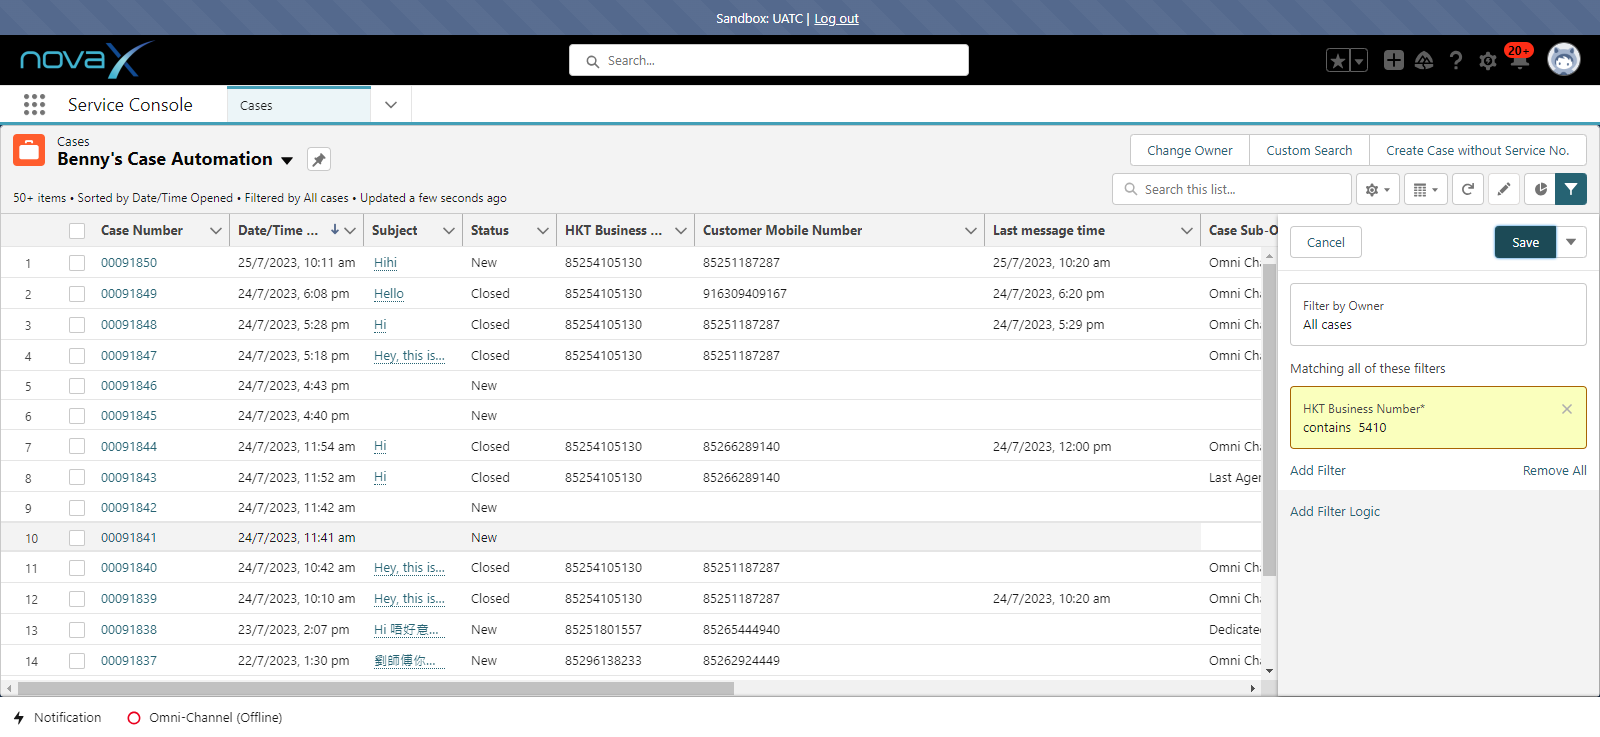 Sandbox: UATC | Log out
novax
Search...
20+
Service Console
Cases
Cases
Benny's Case Automation
Change Owner
Custom Search
Create Case without Service No.
50+ items • Sorted by Date/Time Opened • Filtered by All cases • Updated a few seconds ago
Search this list...
Case Number Date/Time ... Subject Status HKT Business ... Customer Mobile Number Last message time Case Sub-O
1 00091850 25/7/2023, 10:11 am Hihi New 85254105130 85251187287 25/7/2023, 10:20 am Omni Cha
2 00091849 24/7/2023, 6:08 pm Hello Closed 85254105130 916309409167 24/7/2023, 6:20 pm Omni Cha
3 00091848 24/7/2023, 5:28 pm Hi Closed 85254105130 85251187287 24/7/2023, 5:29 pm Omni Cha
4 00091847 24/7/2023, 5:18 pm Hey, this is... Closed 85254105130 85251187287 Omni Cha
5 00091846 24/7/2023, 4:43 pm New
6 00091845 24/7/2023, 4:40 pm New
7 00091844 24/7/2023, 11:54 am Hi Closed 85254105130 85266289140 24/7/2023, 12:00 pm Omni Cha
8 00091843 24/7/2023, 11:52 am Hi Closed 85254105130 85266289140 Last Agen
9 00091842 24/7/2023, 11:42 am New
10 00091841 24/7/2023, 11:41 am New
11 00091840 24/7/2023, 10:42 am Hey, this is... Closed 85254105130 85251187287 Omni Cha
12 00091839 24/7/2023, 10:10 am Hey, this is... Closed 85254105130 85251187287 24/7/2023, 10:20 am Omni Cha
13 00091838 23/7/2023, 2:07 pm Hi 唔好意... New 85251801557 85265444940 Dedicated
14 00091837 22/7/2023, 1:30 pm 劉師傅你... New 85296138233 85262924449 Omni Cha
Cancel
Save
Filter by Owner
All cases
Matching all of these filters
HKT Business Number*
contains 5410
Add Filter
Remove All
Add Filter Logic
Notification
Omni-Channel (Offline)